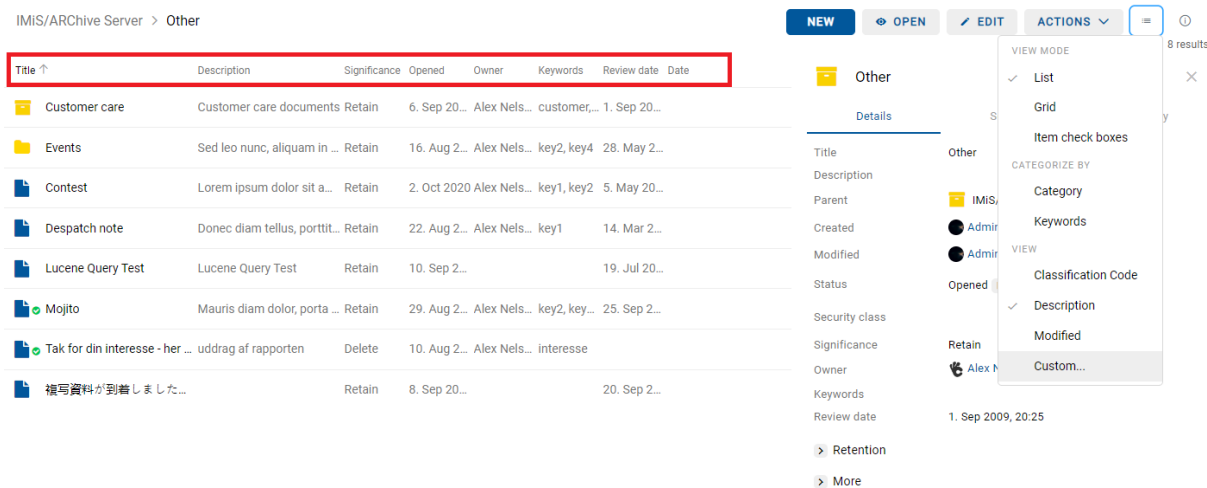 IMiS/ARChive Server > Other
NEW OPEN EDIT ACTIONS
8 results
Title Description Significance Opened Owner Keywords Review date Date
Customer care Customer care documents Retain 6. Sep 20... Alex Nels... customer,... 1. Sep 20...
Events Sed leo nunc, aliquam in ... Retain 16. Aug 2... Alex Nels... key2, key4 28. May 2...
Contest Lorem ipsum dolor sit a... Retain 2. Oct 2020 Alex Nels... key1, key2 5. May 20...
Despatch note Donec diam tellus, porttit... Retain 22. Aug 2... Alex Nels... key1 14. Mar 2...
Lucene Query Test Lucene Query Test Retain 10. Sep 2... 19. Jul 20...
Mojito Mauris diam dolor, porta ... Retain 29. Aug 2... Alex Nels... key2, key... 25. Sep 2...
Tak for din interesse - her ... uddrag af rapporten Delete 10. Aug 2... Alex Nels... interesse
複写資料が到着しました... Retain 8. Sep 20... 20. Sep 2...
Other
Details S y
Title Other
Description
Parent IMiS/
Created Admir
Modified Admir
Status Opened
Security class
Significance Retain
Owner Alex N
Keywords
Review date 1. Sep 2009, 20:25
Retention
More
VIEW MODE
List
Grid
Item check boxes
CATEGORIZE BY
Category
Keywords
VIEW
Classification Code
Description
Modified
Custom...